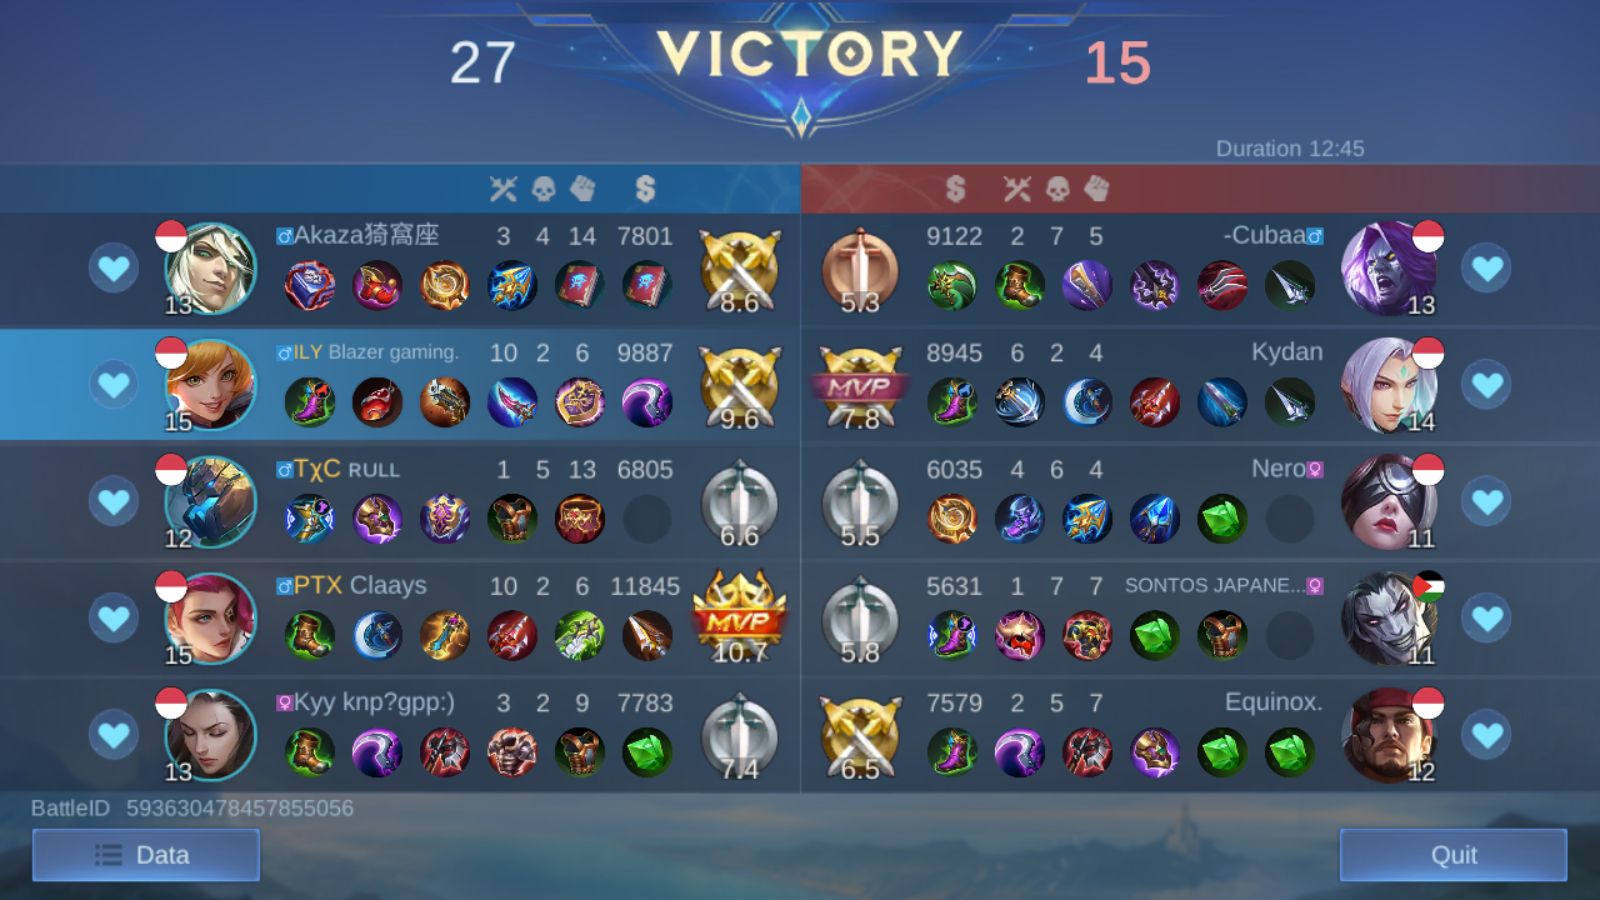 27 VICTORY 15
Duration 12:45
Akaza猗窩座 3 4 14 7801
13 8.6
9122 2 7 5 -Cubaa
5.3 13
ILY Blazer gaming. 10 2 6 9887
15 9.6
8945 6 2 4 Kydan
MVP
7.8 14
TχC RULL 1 5 13 6805
12 6.6
6035 4 6 4 Nero
5.5 11
PTX Claays 10 2 6 11845
MVP
15 10.7
5631 1 7 7 SONTOS JAPANE...
5.8 11
Kyy knp?gpp:) 3 2 9 7783
13 7.4
7579 2 5 7 Equinox.
6.5 12
BattleID 593630478457855056
Data Quit